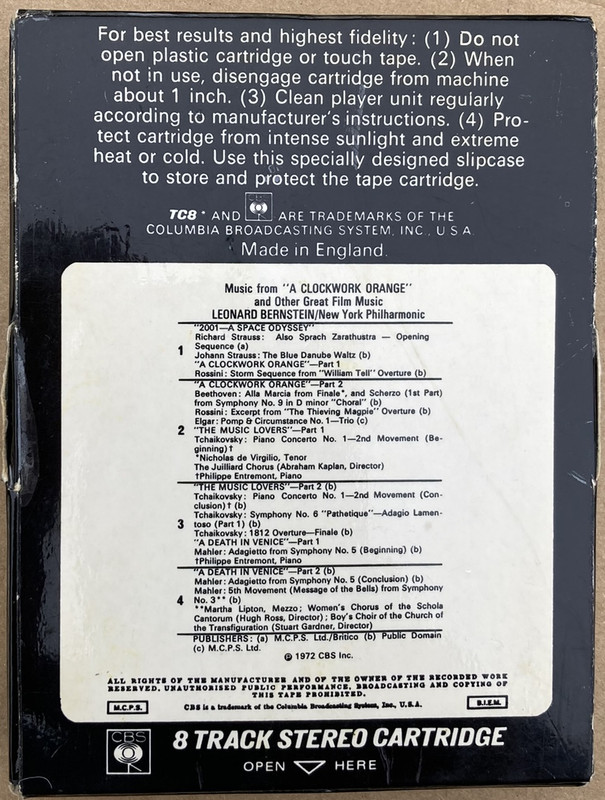 For best results and highest fidelity: (1) Do not
open plastic cartridge or touch tape. (2) When
not in use, disengage cartridge from machine
about 1 inch. (3) Clean player unit regularly
according to manufacturer's instructions. (4) Pro-
tect cartridge from intense sunlight and extreme
heat or cold. Use this specially designed slipcase
to store and protect the tape cartridge.
TC8 * AND ARE TRADEMARKS OF THE
COLUMBIA BROADCASTING SYSTEM, INC., U.S.A.
Made in England.
Music from "A CLOCKWORK ORANGE"
and Other Great Film Music
LEONARD BERNSTEIN/New York Philharmonic
"2001—A SPACE ODYSSEY"
Richard Strauss: Also Sprach Zarathustra — Opening
Sequence (a)
1 Johann Strauss: The Blue Danube Waltz (b)
"A CLOCKWORK ORANGE"—Part 1
Rossini: Storm Sequence from "William Tell" Overture (b)
"A CLOCKWORK ORANGE"—Part 2
Beethoven: Alla Marcia from Finale*, and Scherzo (1st Part)
from Symphony No. 9 in D minor "Choral" (b)
Rossini: Excerpt from "The Thieving Magpie" Overture (b)
Elgar: Pomp & Circumstance No. 1—Trio (c)
2 "THE MUSIC LOVERS"—Part 1
Tchaikovsky: Piano Concerto No. 1—2nd Movement (Be-
ginning)†
*Nicholas de Virgilio, Tenor
The Juilliard Chorus (Abraham Kaplan, Director)
†Philippe Entremont, Piano
"THE MUSIC LOVERS"—Part 2 (b)
Tchaikovsky: Piano Concerto No. 1—2nd Movement (Con-
clusion)† (b)
Tchaikovsky: Symphony No. 6 "Pathetique"—Adagio Lamen-
3 toso (Part 1) (b)
Tchaikovsky: 1812 Overture—Finale (b)
"A DEATH IN VENICE"—Part 1
Mahler: Adagietto from Symphony No. 5 (Beginning) (b)
†Philippe Entremont, Piano
"A DEATH IN VENICE"—Part 2 (b)
Mahler: Adagietto from Symphony No. 5 (Conclusion) (b)
Mahler: 5th Movement (Message of the Bells) from Symphony
4 No. 3** (b)
**Martha Lipton, Mezzo; Women's Chorus of the Schola
Cantorum (Hugh Ross, Director); Boy's Choir of the Church of
the Transfiguration (Stuart Gardner, Director)
PUBLISHERS: (a) M.C.P.S. Ltd./Britico (b) Public Domain
(c) M.C.P.S. Ltd.
℗ 1972 CBS Inc.
ALL RIGHTS OF THE MANUFACTURER AND OF THE OWNER OF THE RECORDED WORK
RESERVED. UNAUTHORISED PUBLIC PERFORMANCE, BROADCASTING AND COPYING OF
THIS TAPE PROHIBITED.
M.C.P.S. CBS is a trademark of the Columbia Broadcasting System, Inc., U.S.A. B.I.E.M.
CBS 8 TRACK STEREO CARTRIDGE
OPEN HERE